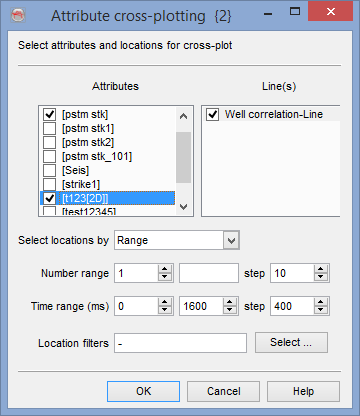 Attribute cross-plotting {2}
Select attributes and locations for cross-plot
Attributes Line(s)
[pstm stk]
[pstm stk1]
[pstm stk2]
[pstm stk_101]
[Seis]
[strike1]
[t123[2D]]
[test12345]
Well correlation-Line
Select locations by Range
Number range 1 step 10
Time range (ms) 0 1600 step 400
Location filters - Select ...
OK Cancel Help